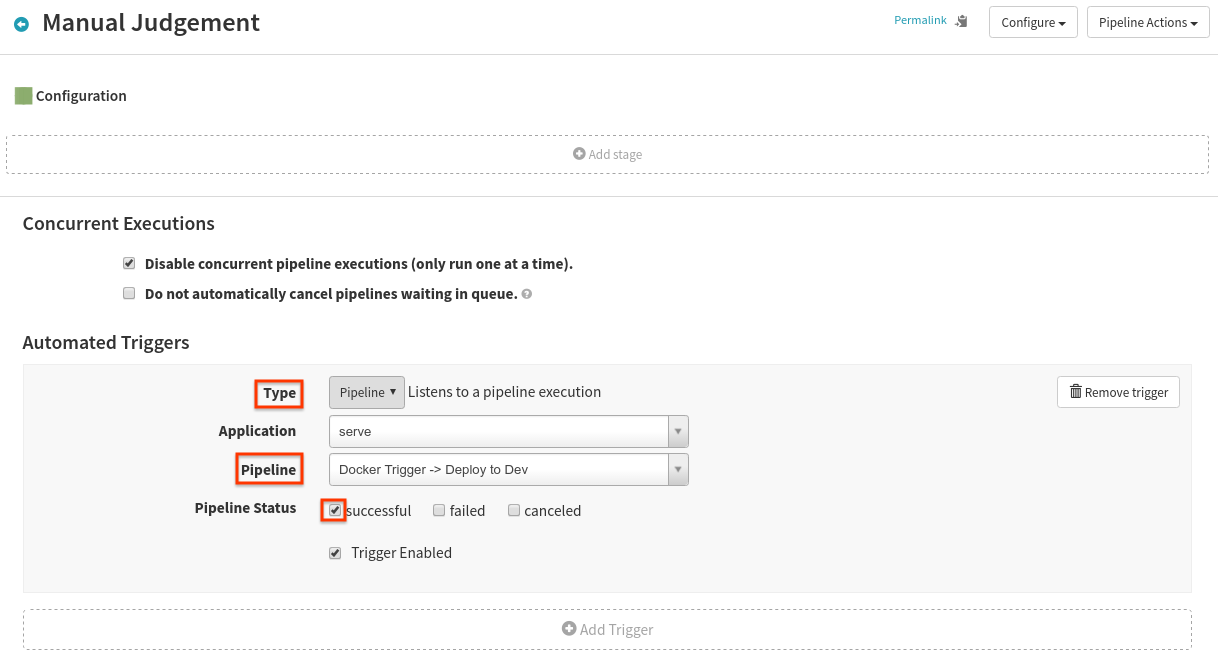 Manual Judgement
Permalink
Configure
Pipeline Actions
Configuration
Add stage
Concurrent Executions
Disable concurrent pipeline executions (only run one at a time).
Do not automatically cancel pipelines waiting in queue. ?
Automated Triggers
Type Pipeline Listens to a pipeline execution Remove trigger
Application serve
Pipeline Docker Trigger -> Deploy to Dev
Pipeline Status successful failed canceled
Trigger Enabled
Add Trigger